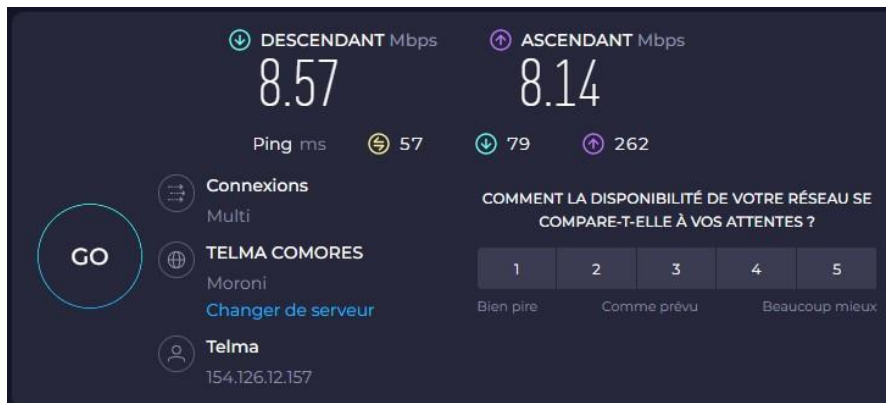 DESCENDANT Mbps
ASCENDANT Mbps
8.57
8.14
Ping ms 57 79 262
GO
Connexions
Multi
TELMA COMORES
Moroni
Changer de serveur
Telma
154.126.12.157
COMMENT LA DISPONIBILITÉ DE VOTRE RÉSEAU SE
COMPARE-T-ELLE À VOS ATTENTES ?
1 2 3 4 5
Bien pire Comme prévu Beaucoup mieux